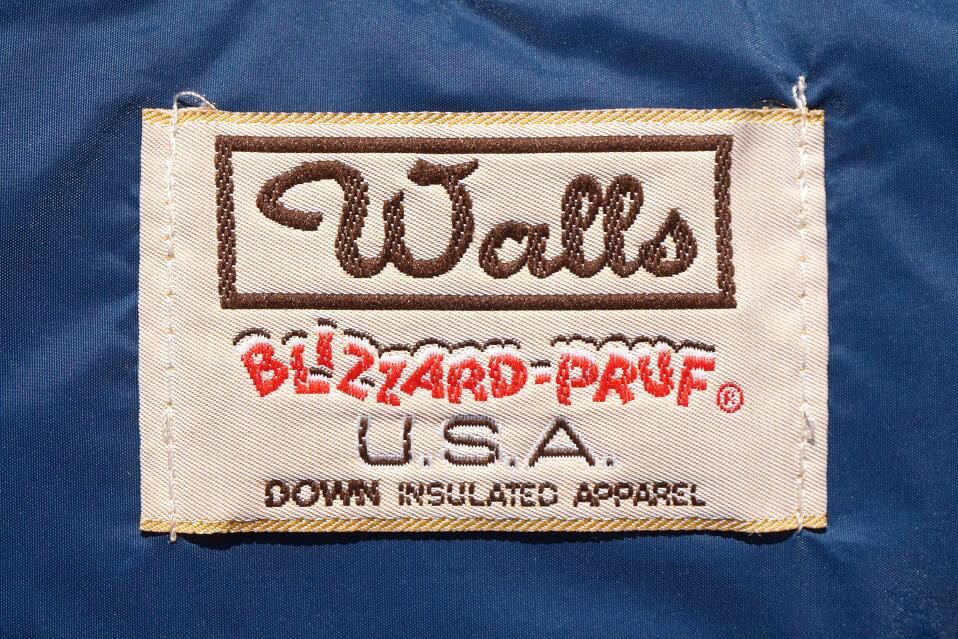 Walls
BLIZZARD-PRUF®
U.S.A.
DOWN INSULATED APPAREL